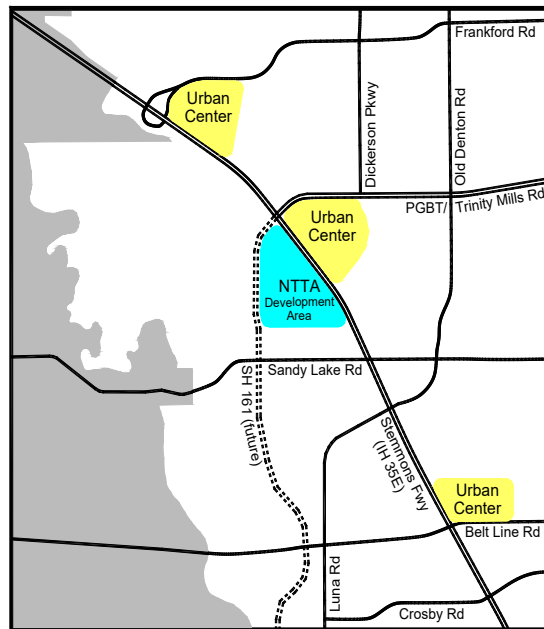 Frankford Rd
Urban
Center
Dickerson Pkwy
Old Denton Rd
PGBT/ Trinity Mills Rd
Urban
Center
NTTA
Development
Area
Sandy Lake Rd
SH 161 (future)
Stemmons Fwy
(IH 35E)
Urban
Center
Belt Line Rd
Luna Rd
Crosby Rd